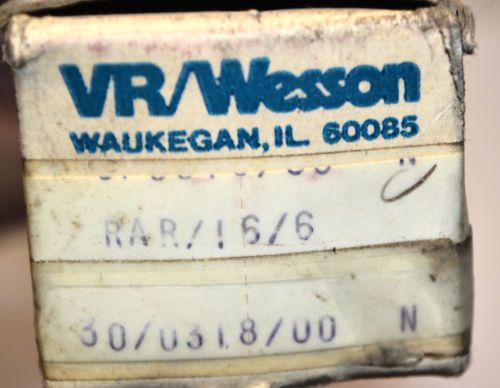 VR/Wesson
WAUKEGAN, IL. 60085
N
RAR/16/6
30/0318/00 N